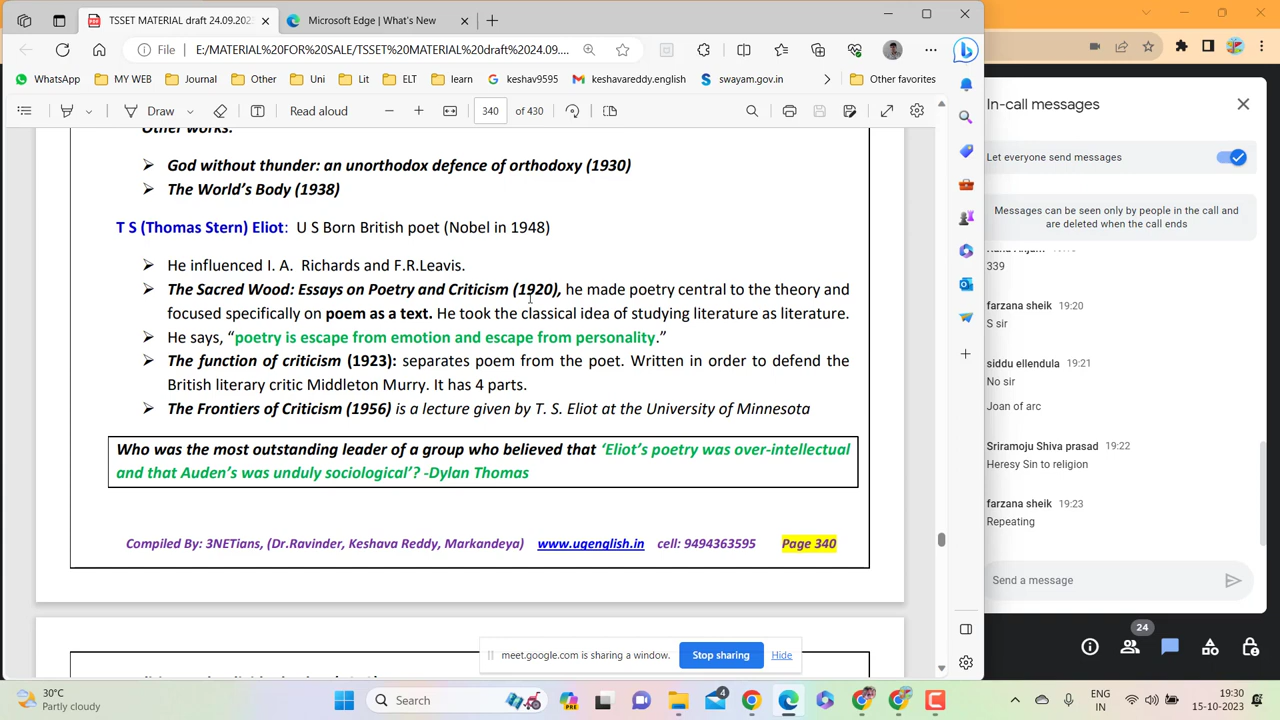 TSSET MATERIAL draft 24.09.202
Microsoft Edge | What's New
File
E:/MATERIAL%20FOR%20SALE/TSSET%20MATERIAL%20draft%2024.09....
WhatsApp
MY WEB
Journal
Other
Uni
Lit
ELT
learn
keshav9595
keshavareddy.english
swayam.gov.in
Other favorites
Draw
Read aloud
340
of 430
Other works:
God without thunder: an unorthodox defence of orthodoxy (1930)
The World's Body (1938)
T S (Thomas Stern) Eliot: U S Born British poet (Nobel in 1948)
He influenced I. A. Richards and F.R.Leavis.
The Sacred Wood: Essays on Poetry and Criticism (1920), he made poetry central to the theory and
focused specifically on poem as a text. He took the classical idea of studying literature as literature.
He says, “poetry is escape from emotion and escape from personality.”
The function of criticism (1923): separates poem from the poet. Written in order to defend the
British literary critic Middleton Murry. It has 4 parts.
The Frontiers of Criticism (1956) is a lecture given by T. S. Eliot at the University of Minnesota
Who was the most outstanding leader of a group who believed that ‘Eliot’s poetry was over-intellectual
and that Auden’s was unduly sociological’? -Dylan Thomas
Compiled By: 3NETians, (Dr.Ravinder, Keshava Reddy, Markandeya) www.ugenglish.in cell: 9494363595 Page 340
meet.google.com is sharing a window.
Stop sharing
Hide
In-call messages
Let everyone send messages
Messages can be seen only by people in the call and
are deleted when the call ends
339
farzana sheik 19:20
S sir
siddu ellendula 19:21
No sir
Joan of arc
Sriramoju Shiva prasad 19:22
Heresy Sin to religion
farzana sheik 19:23
Repeating
Send a message
24
30°C
Partly cloudy
Search
PRE
4
ENG
IN
19:30
15-10-2023